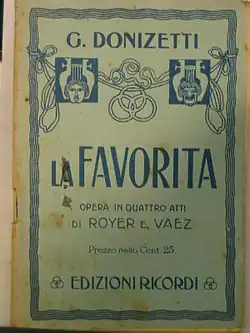 G. DONIZETTI
LA FAVORITA
OPERA IN QUATTRO ATTI
DI ROYER E. VAEZ
Prezzo netto Cent. 25.
EDIZIONI RICORDI